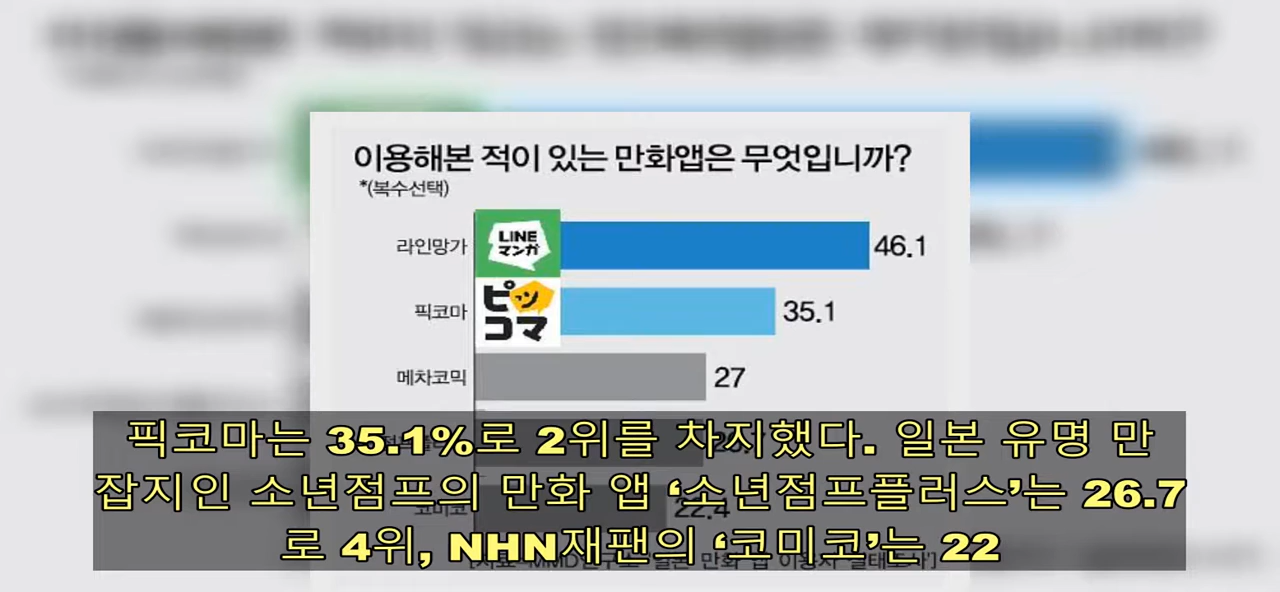 이용해본 적이 있는 만화앱은 무엇입니까?
*(복수선택)
라인망가
LINE
マンガ
46.1
픽코마
ピッ
コマ
35.1
메차코믹
27
코미코
22.4
픽코마는 35.1%로 2위를 차지했다. 일본 유명 만
잡지인 소년점프의 만화 앱 ‘소년점프플러스’는 26.7
로 4위, NHN재팬의 ‘코미코’는 22